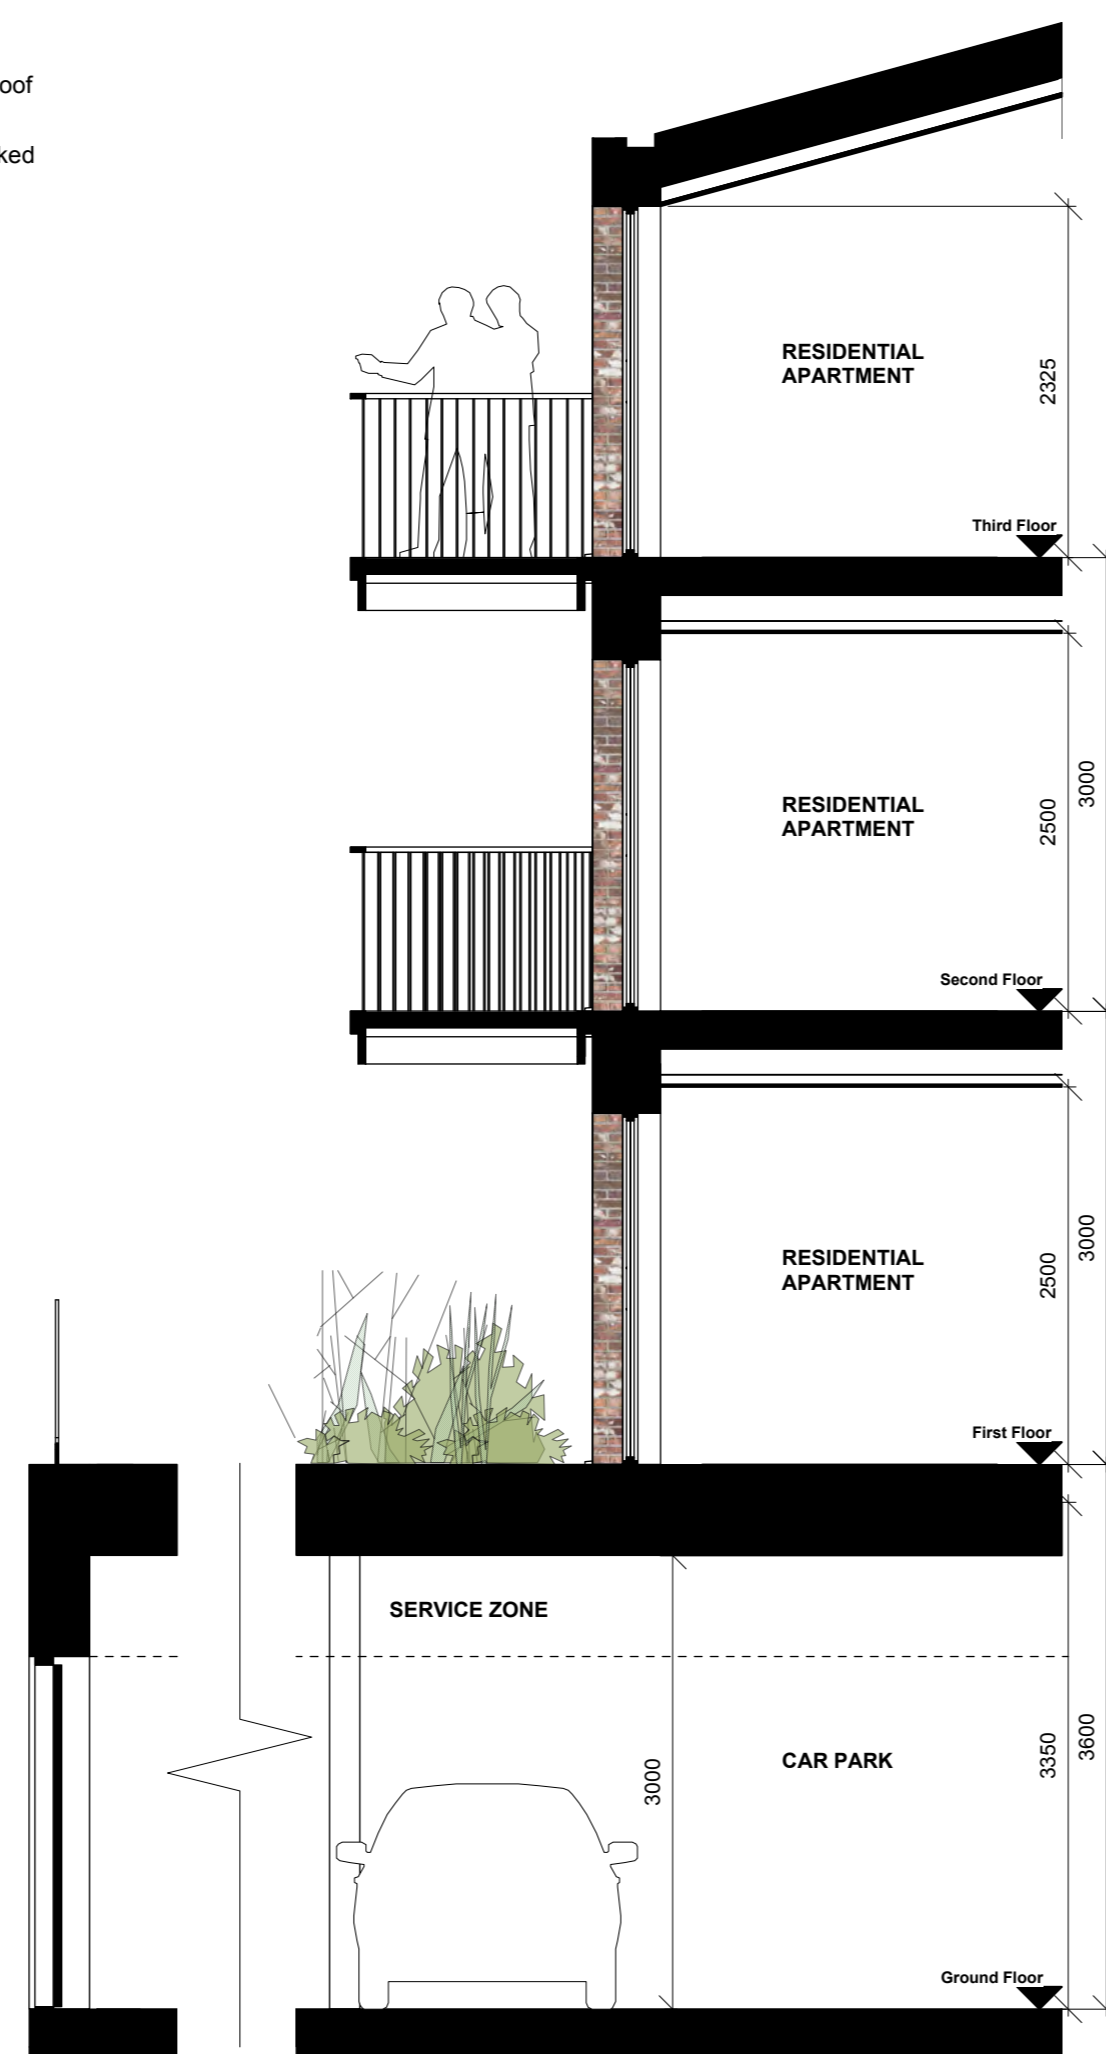 oof
ked
RESIDENTIAL
APARTMENT
2325
Third Floor
RESIDENTIAL
APARTMENT
2500
3000
Second Floor
RESIDENTIAL
APARTMENT
2500
3000
First Floor
SERVICE ZONE
CAR PARK
3000
3350
3600
Ground Floor